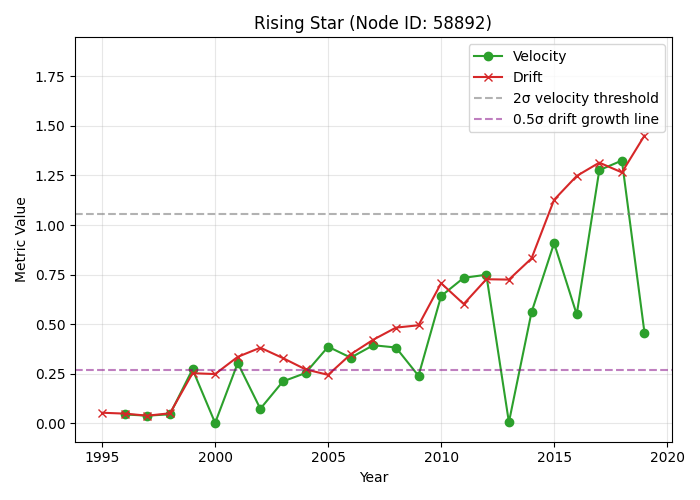 Rising Star (Node ID: 58892)
Velocity
Drift
2σ velocity threshold
0.5σ drift growth line
Metric Value
1.75
1.50
1.25
1.00
0.75
0.50
0.25
0.00
1995
2000
2005
2010
2015
2020
Year